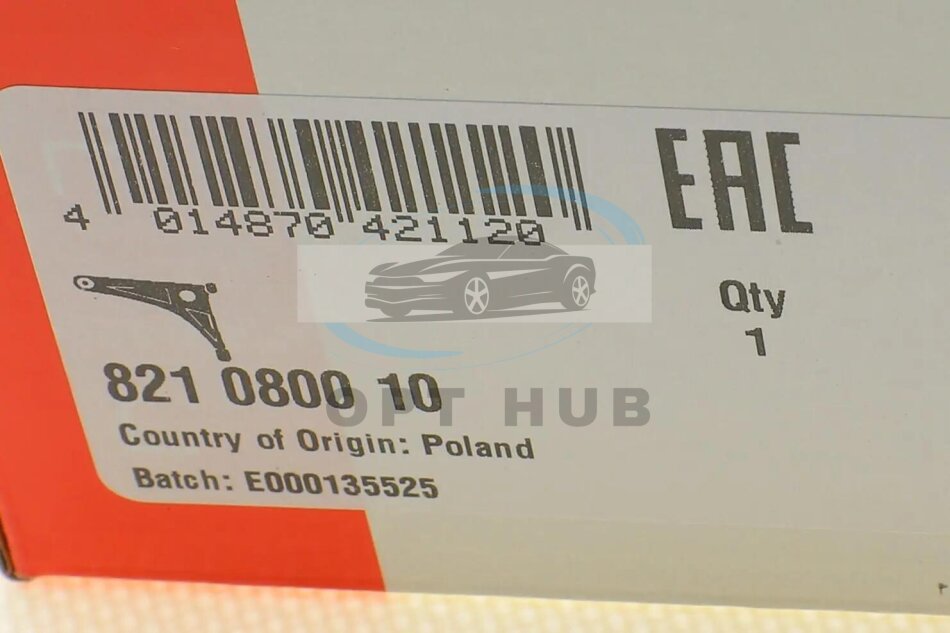 EAC
4 014870 421120
Qty
1
821 0800 10
OPT HUB
Country of Origin: Poland
Batch: E000135525